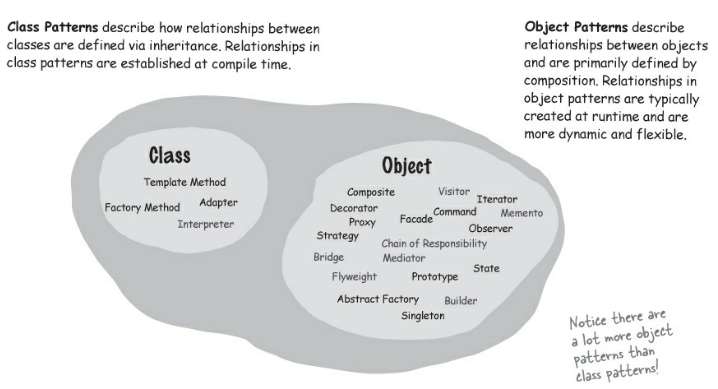 Class Patterns describe how relationships between
classes are defined via inheritance. Relationships in
class patterns are established at compile time.
Object Patterns describe
relationships between objects
and are primarily defined by
composition. Relationships in
object patterns are typically
created at runtime and are
more dynamic and flexible.
Class
Template Method
Factory Method Adapter
Interpreter
Object
Composite Visitor
Iterator
Decorator
Command Memento
Facade
Proxy
Observer
Strategy
Chain of Responsibility
Bridge Mediator
State
Flyweight Prototype
Abstract Factory Builder
Singleton
Notice there are
a lot more object
patterns than
class patterns!